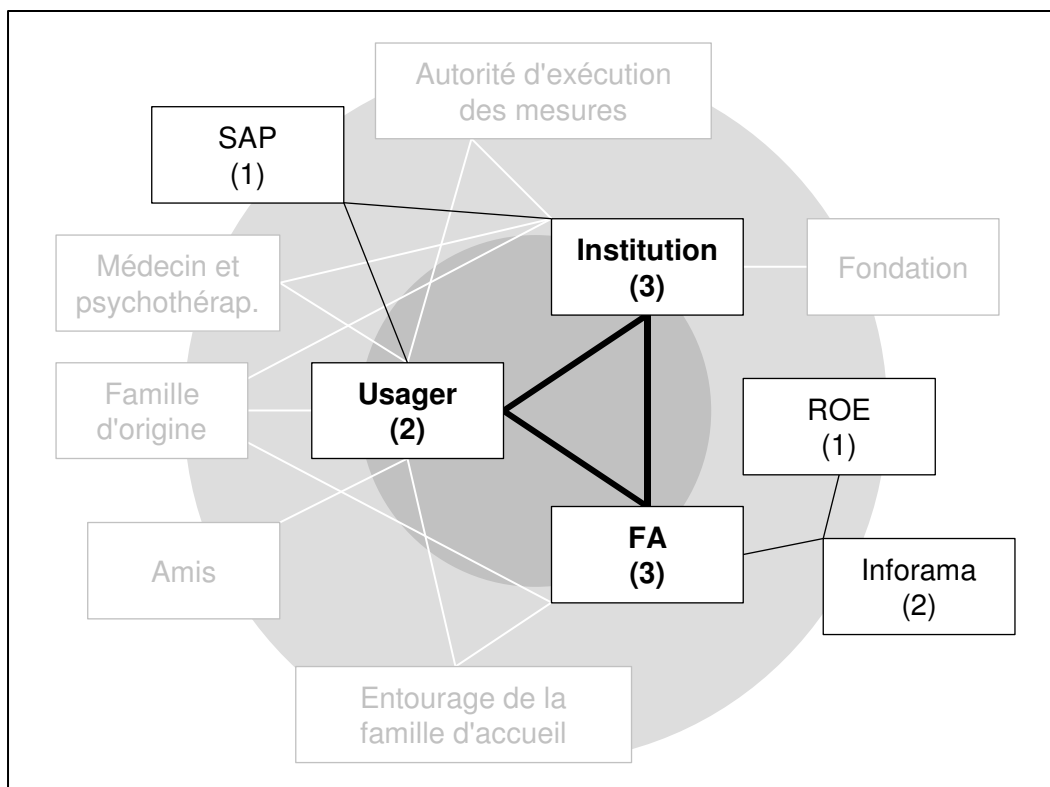 Autorité d'exécution
des mesures
SAP
(1)
Institution
(3)
Fondation
Médecin et
psychothérap.
Famille
d'origine
Usager
(2)
ROE
(1)
FA
(3)
Inforama
(2)
Amis
Entourage de la
famille d'accueil